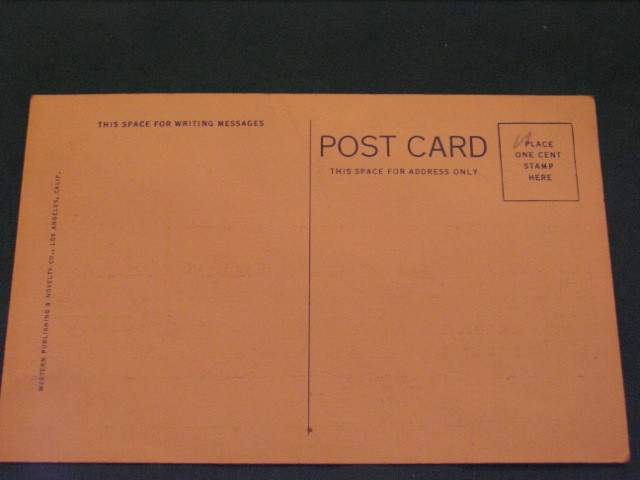 THIS SPACE FOR WRITING MESSAGES
POST CARD
THIS SPACE FOR ADDRESS ONLY
PLACE
ONE CENT
STAMP
HERE
WESTERN PUBLISHING & NOVELTY CO., LOS ANGELES, CALIF.